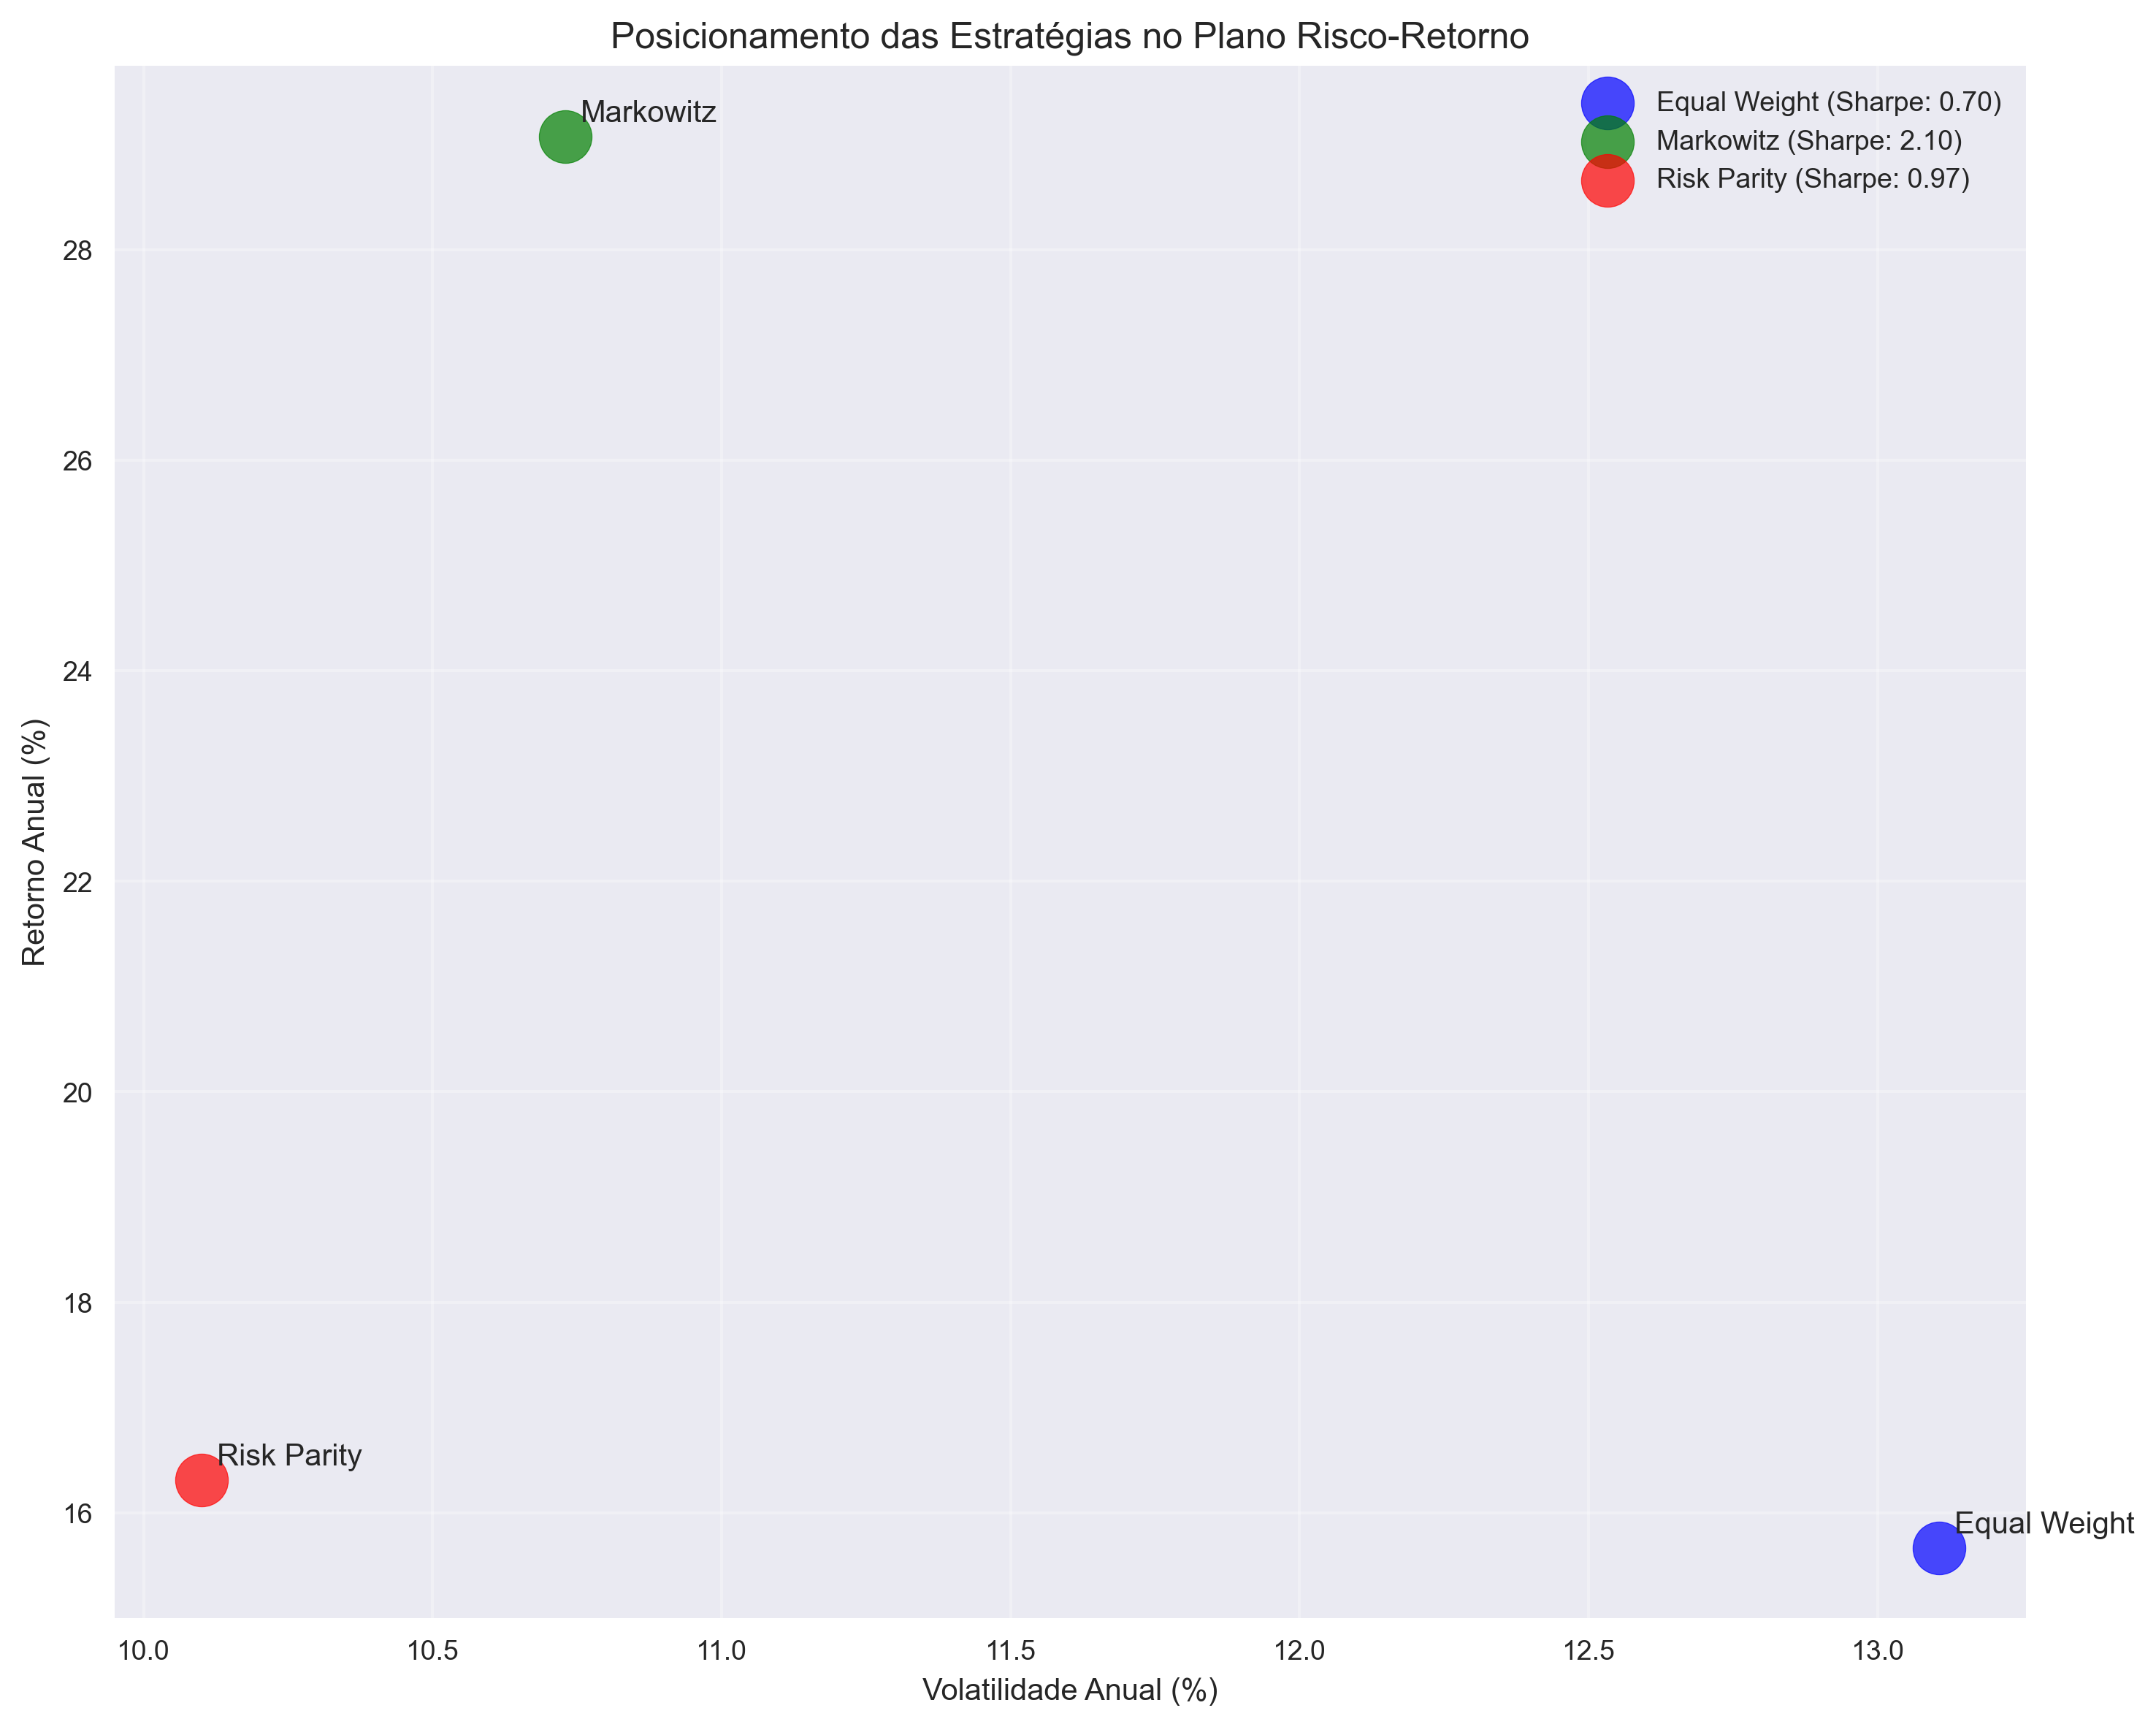 Posicionamento das Estratégias no Plano Risco-Retorno
Markowitz
Equal Weight (Sharpe: 0.70)
Markowitz (Sharpe: 2.10)
Risk Parity (Sharpe: 0.97)
28
26
24
22
20
18
16
Retorno Anual (%)
Risk Parity
Equal Weight
10.0 10.5 11.0 11.5 12.0 12.5 13.0
Volatilidade Anual (%)